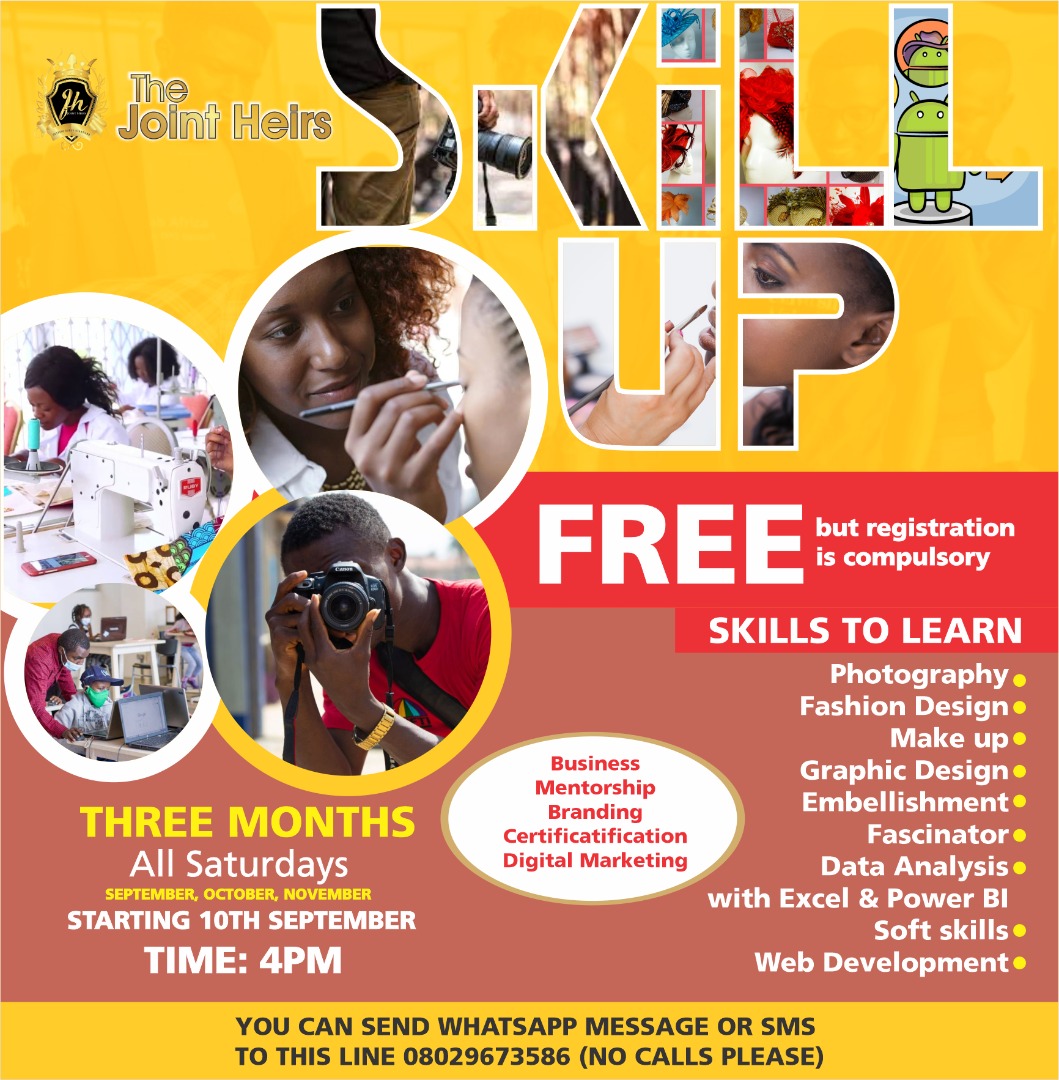 The
Joint Heirs
Jh
SKiLL
UP
FREE
but registration
is compulsory
SKILLS TO LEARN
Photography
Fashion Design
Make up
Graphic Design
Embellishment
Fascinator
Data Analysis
with Excel & Power BI
Soft skills
Web Development
Business
Mentorship
Branding
Certificatification
Digital Marketing
THREE MONTHS
All Saturdays
SEPTEMBER, OCTOBER, NOVEMBER
STARTING 10TH SEPTEMBER
TIME: 4PM
Canon
YOU CAN SEND WHATSAPP MESSAGE OR SMS
TO THIS LINE 08029673586 (NO CALLS PLEASE)